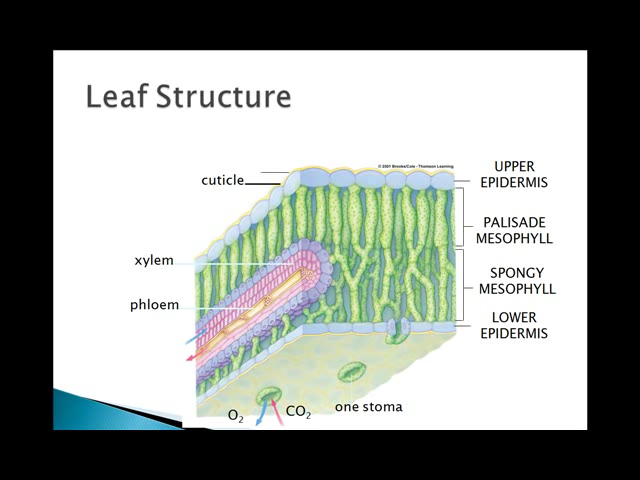 Leaf Structure
© 2001 Brooks/Cole - Thomson Learning
cuticle
UPPER
EPIDERMIS
PALISADE
MESOPHYLL
xylem
SPONGY
MESOPHYLL
phloem
LOWER
EPIDERMIS
O₂
CO₂
one stoma